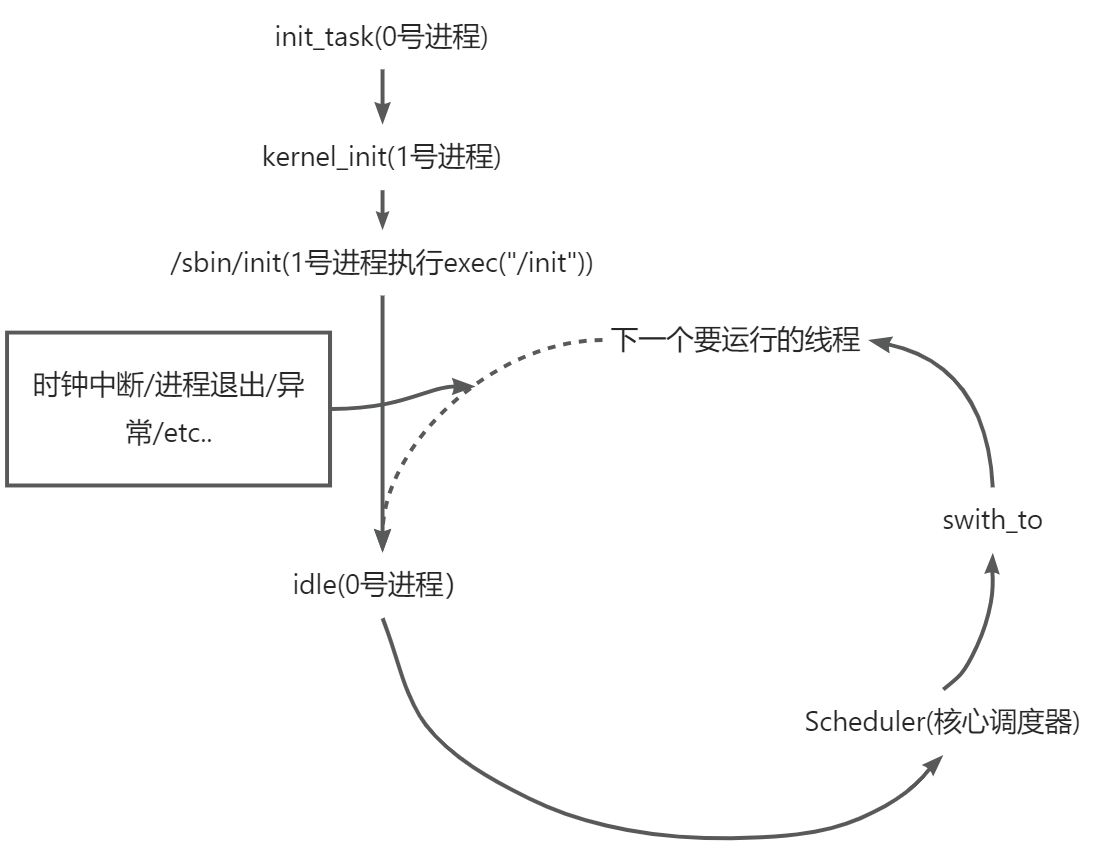 init_task(0号进程)
kernel_init(1号进程)
/sbin/init(1号进程执行exec("/init"))
下一个要运行的线程
时钟中断/进程退出/异
常/etc..
swith_to
idle(0号进程）
Scheduler(核心调度器)